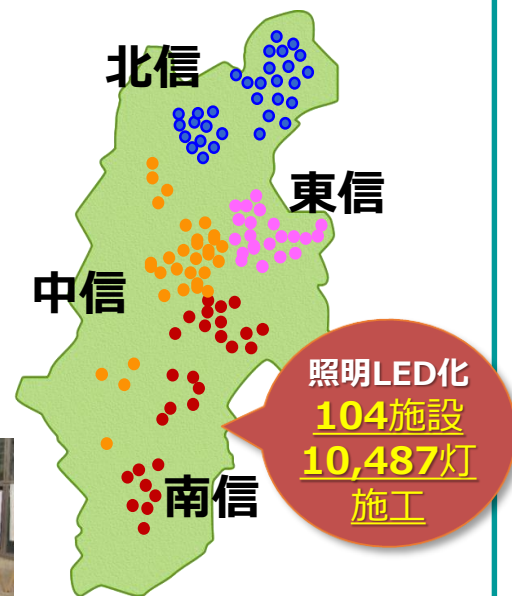 北信
東信
中信
照明LED化
104施設
10,487灯
施工
南信